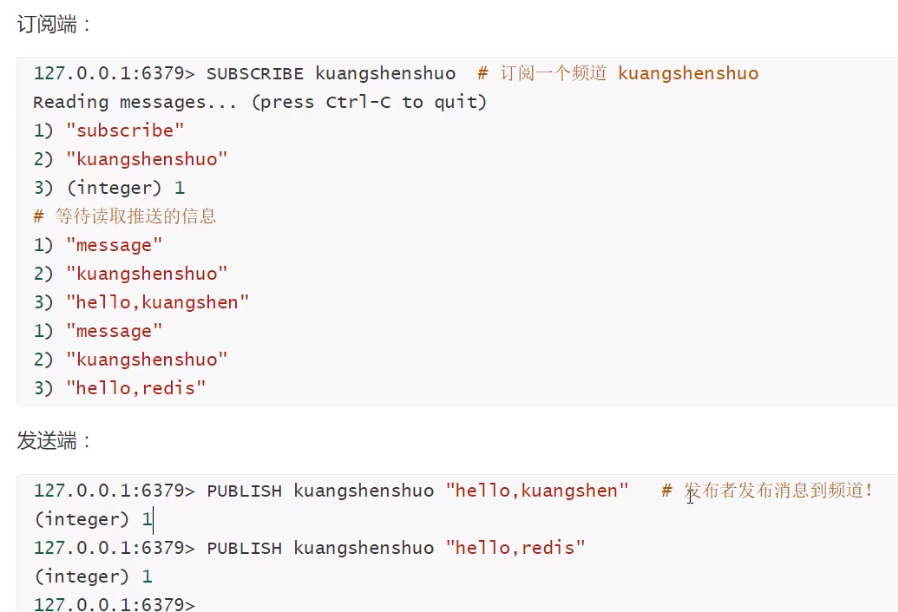 订阅端：
127.0.0.1:6379> SUBSCRIBE kuangshenshuo  # 订阅一个频道 kuangshenshuo
Reading messages... (press Ctrl-C to quit)
1) "subscribe"
2) "kuangshenshuo"
3) (integer) 1
# 等待读取推送的信息
1) "message"
2) "kuangshenshuo"
3) "hello,kuangshen"
1) "message"
2) "kuangshenshuo"
3) "hello,redis"
发送端：
127.0.0.1:6379> PUBLISH kuangshenshuo "hello,kuangshen"   # 发布者发布消息到频道！
(integer) 1
127.0.0.1:6379> PUBLISH kuangshenshuo "hello,redis"
(integer) 1
127.0.0.1:6379>